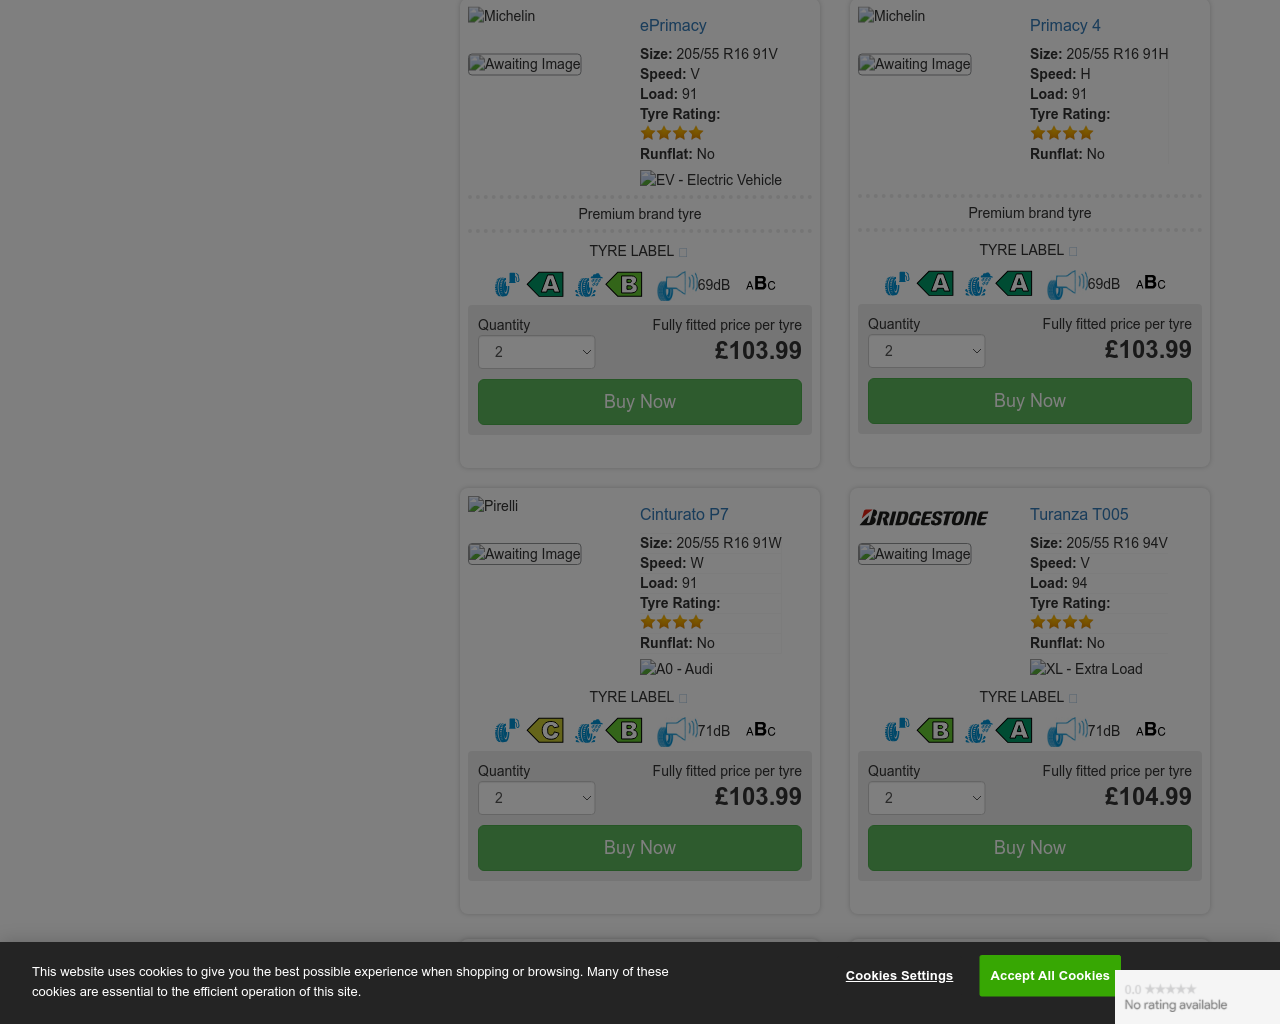 Michelin
ePrimacy
Awaiting Image
Size: 205/55 R16 91V
Speed: V
Load: 91
Tyre Rating:
Runflat: No
EV - Electric Vehicle
Premium brand tyre
TYRE LABEL
A B 69dB ABC
Quantity
Fully fitted price per tyre
2
£103.99
Buy Now
Michelin
Primacy 4
Awaiting Image
Size: 205/55 R16 91H
Speed: H
Load: 91
Tyre Rating:
Runflat: No
Premium brand tyre
TYRE LABEL
A A 69dB ABC
Quantity
Fully fitted price per tyre
2
£103.99
Buy Now
Pirelli
Cinturato P7
Awaiting Image
Size: 205/55 R16 91W
Speed: W
Load: 91
Tyre Rating:
Runflat: No
A0 - Audi
TYRE LABEL
C B 71dB ABC
Quantity
Fully fitted price per tyre
2
£103.99
Buy Now
BRIDGESTONE
Turanza T005
Awaiting Image
Size: 205/55 R16 94V
Speed: V
Load: 94
Tyre Rating:
Runflat: No
XL - Extra Load
TYRE LABEL
B A 71dB ABC
Quantity
Fully fitted price per tyre
2
£104.99
Buy Now
This website uses cookies to give you the best possible experience when shopping or browsing. Many of these
cookies are essential to the efficient operation of this site.
Cookies Settings
Accept All Cookies
0.0
No rating available